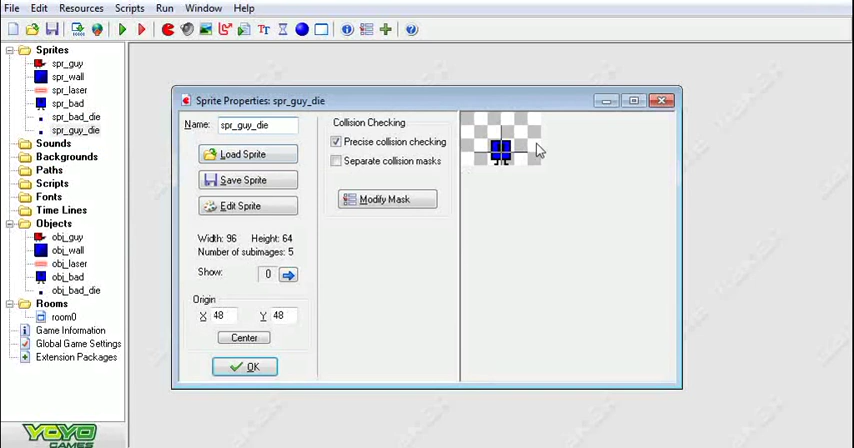 File Edit Resources Scripts Run Window Help
Sprites
spr_guy
spr_wall
spr_laser
spr_bad
spr_bad_die
spr_guy_die
Sounds
Backgrounds
Paths
Scripts
Fonts
Time Lines
Objects
obj_guy
obj_wall
obj_laser
obj_bad
obj_bad_die
Rooms
room0
Game Information
Global Game Settings
Extension Packages
YOYO
GAMES
Sprite Properties: spr_guy_die
Name: spr_guy_die
Load Sprite
Save Sprite
Edit Sprite
Width: 96 Height: 64
Number of subimages: 5
Show: 0
Origin
X 48 Y 48
Center
OK
Collision Checking
Precise collision checking
Separate collision masks
Modify Mask